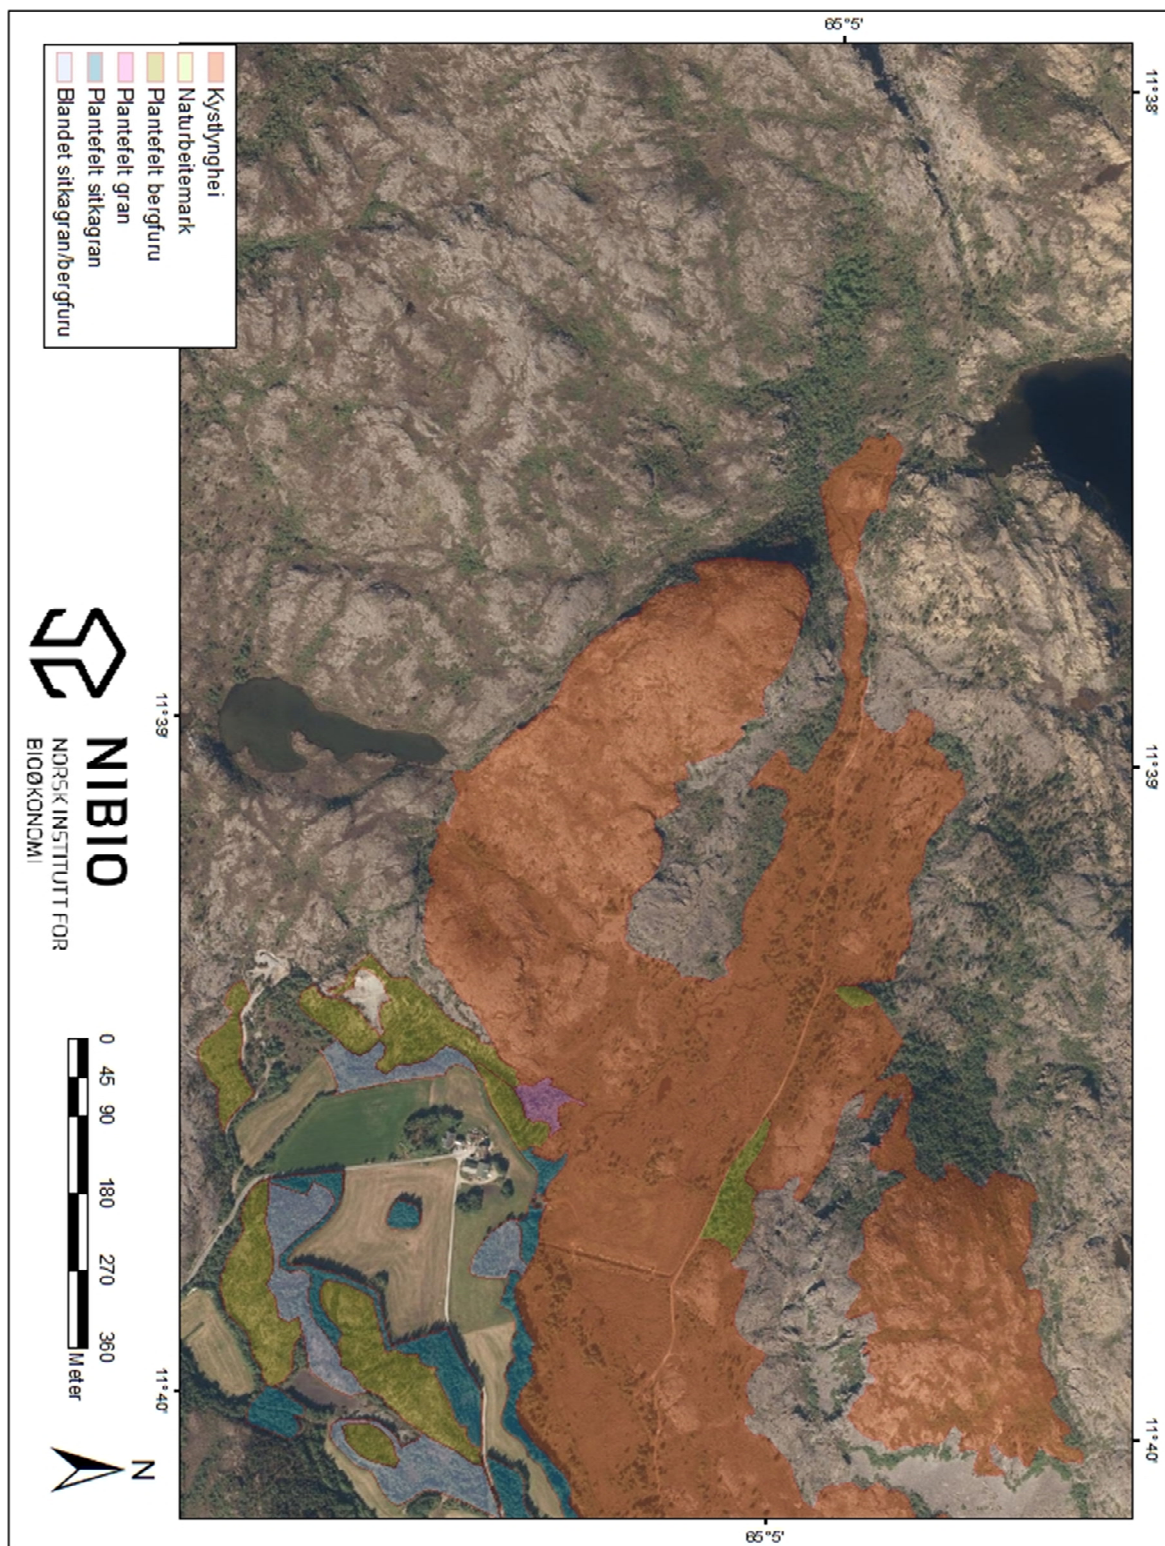 11°38'
11°39'
11°40'
65°5'
65°5'
11°39'
11°40'
Kystlynghei
Naturbeitemark
Plantefelt bergfuru
Plantefelt gran
Plantefelt sitkagran
Blandet sitkagran/bergfuru
NIBIO
NORSK INSTITUTT FOR
BIOØKONOMI
0 45 90 180 270 360
Meter
N